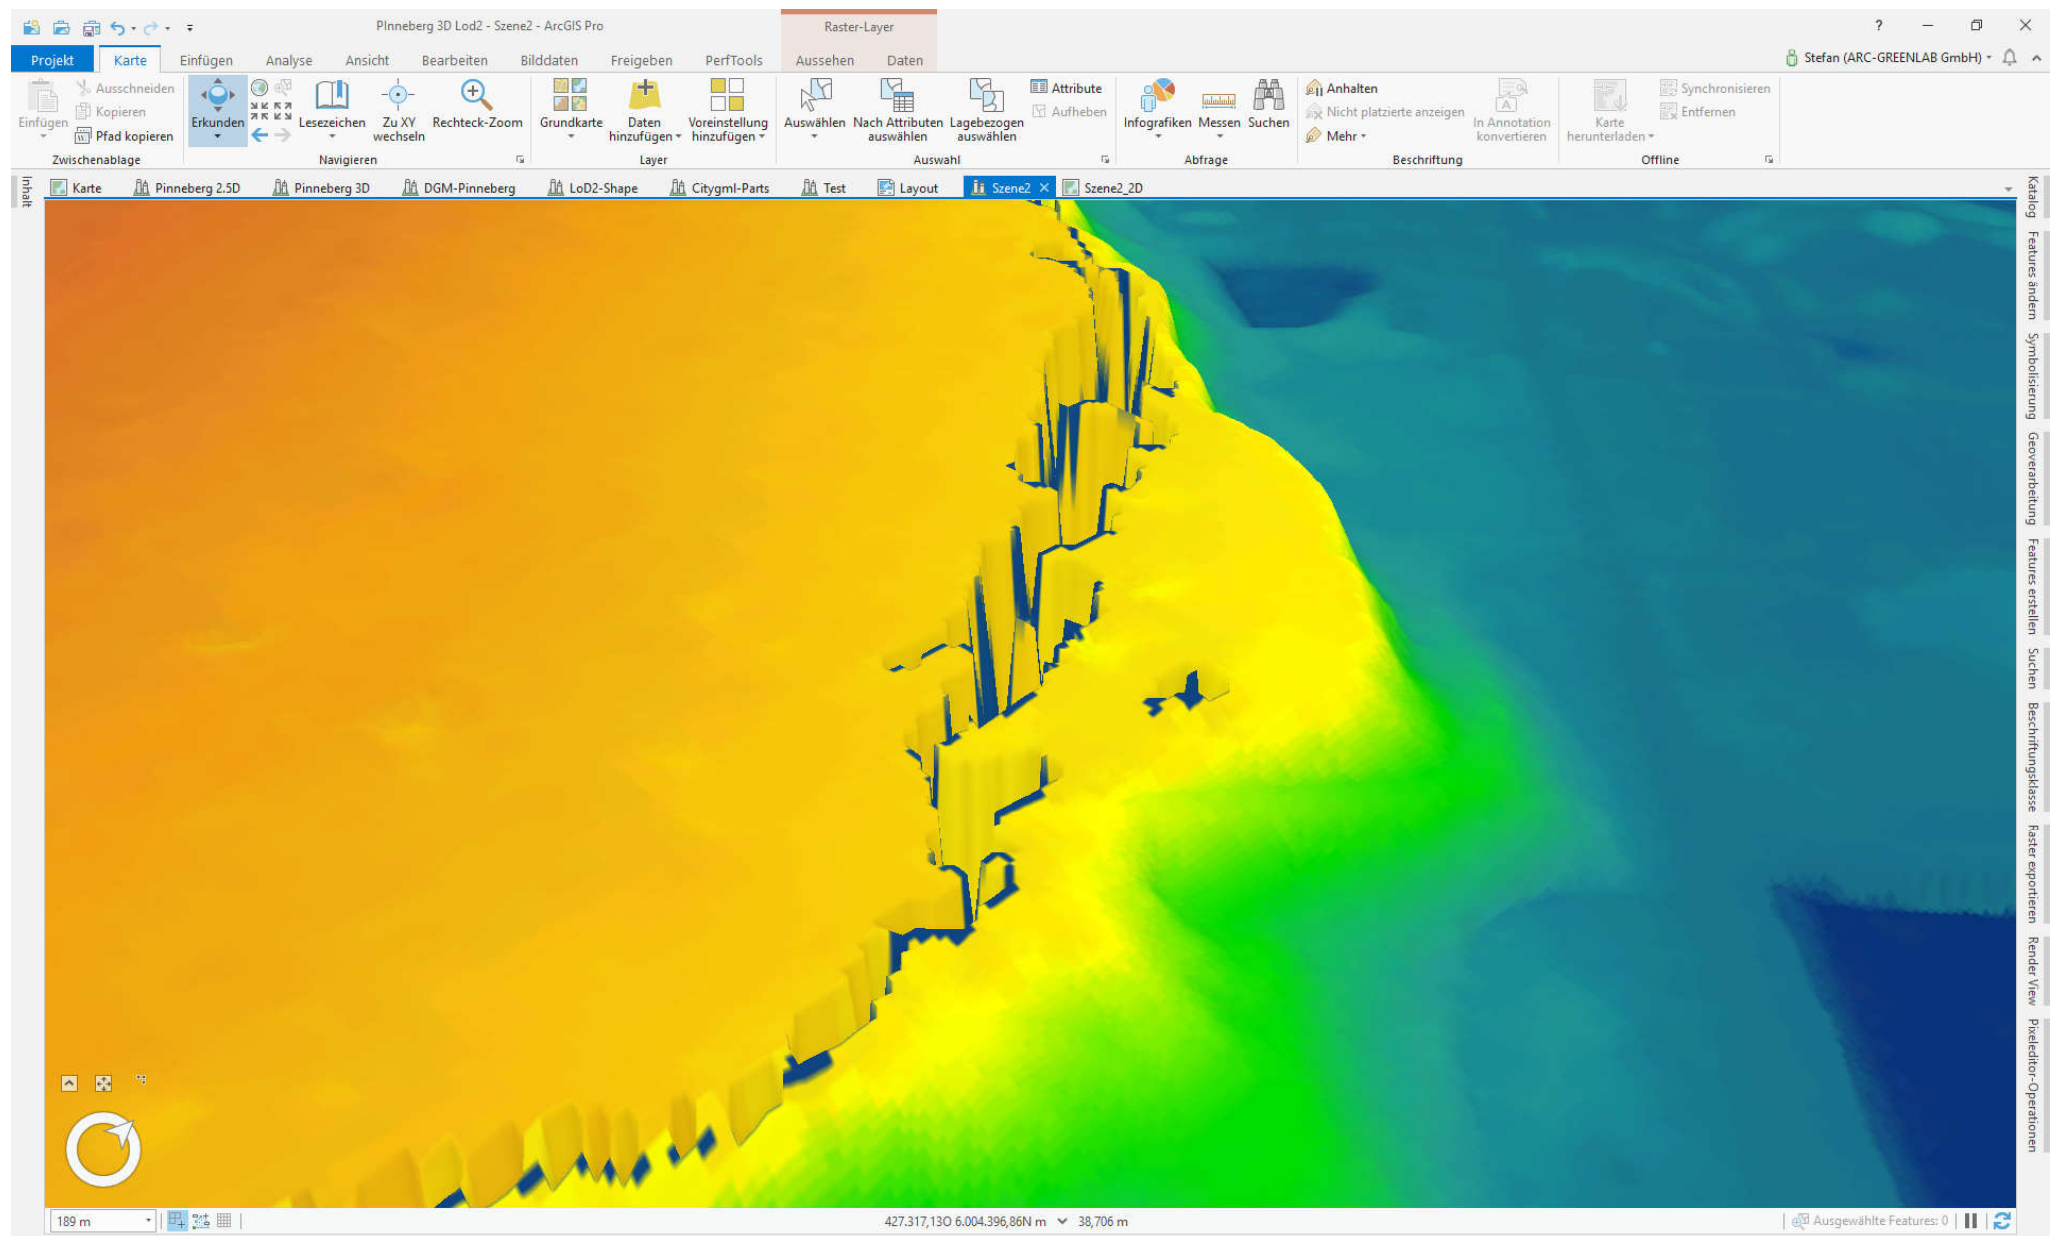 PInneberg 3D Lod2 - Szene2 - ArcGIS Pro
Raster-Layer
?
Projekt Karte Einfügen Analyse Ansicht Bearbeiten Bilddaten Freigeben PerfTools Aussehen Daten
Stefan (ARC-GREENLAB GmbH)
Einfügen
Ausschneiden
Kopieren
Pfad kopieren
Zwischenablage
Erkunden
Lesezeichen
Zu XY
wechseln
Rechteck-Zoom
Navigieren
Grundkarte
Daten
hinzufügen
Voreinstellung
hinzufügen
Layer
Auswählen
Nach Attributen
auswählen
Lagebezogen
auswählen
Attribute
Aufheben
Auswahl
Infografiken
Messen
Suchen
Abfrage
Anhalten
Nicht platzierte anzeigen
Mehr
In Annotation
konvertieren
Beschriftung
Karte
herunterladen
Synchronisieren
Entfernen
Offline
Inhalt
Karte Pinneberg 2.5D Pinneberg 3D DGM-Pinneberg LoD2-Shape Citygml-Parts Test Layout Szene2 Szene2_2D
Katalog
Features ändern
Symbolisierung
Geoverarbeitung
Features erstellen
Suchen
Beschriftungsklasse
Raster exportieren
Render View
Pixeleditor-Operationen
189 m
427.317,13O 6.004.396,86N m
38,706 m
Ausgewählte Features: 0